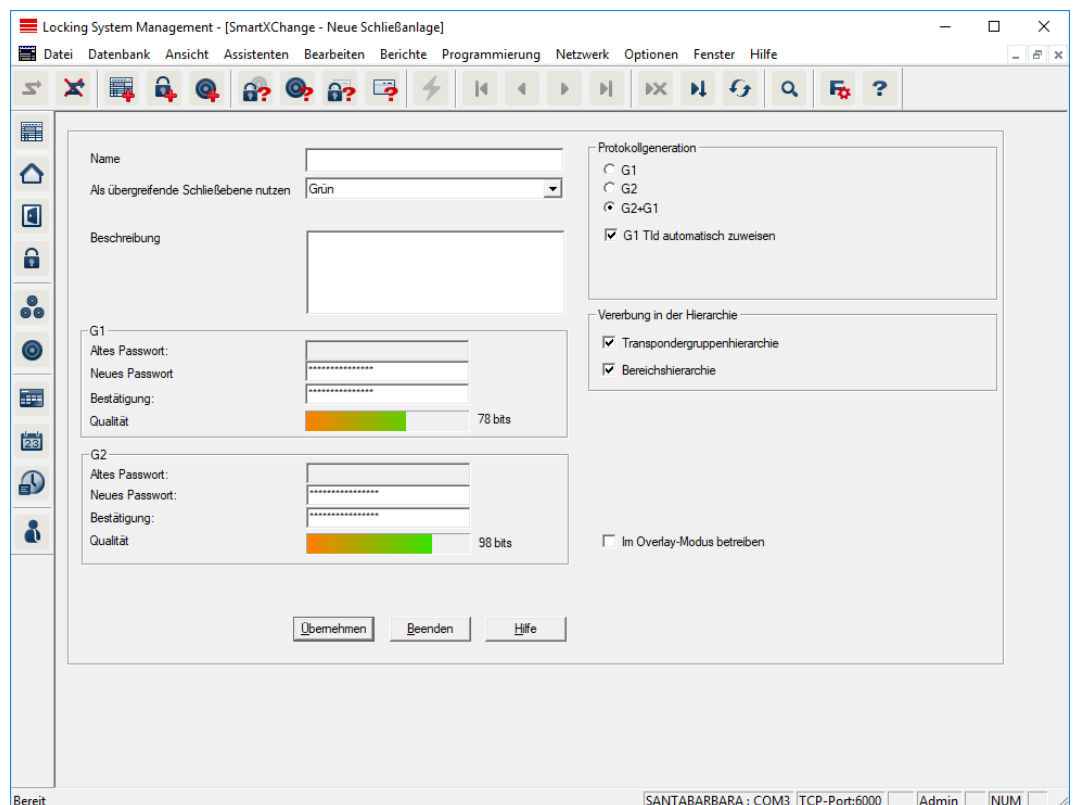 Locking System Management - [SmartXChange - Neue Schließanlage]
Datei Datenbank Ansicht Assistenten Bearbeiten Berichte Programmierung Netzwerk Optionen Fenster Hilfe
Name
Als übergreifende Schließebene nutzen Grün
Beschreibung
G1
Altes Passwort:
Neues Passwort ***************
Bestätigung: ***************
Qualität 78 bits
G2
Altes Passwort:
Neues Passwort: ****************
Bestätigung: ****************
Qualität 98 bits
Übernehmen Beenden Hilfe
Protokollgeneration
G1
G2
G2+G1
G1 TId automatisch zuweisen
Vererbung in der Hierarchie
Transpondergruppenhierarchie
Bereichshierarchie
Im Overlay-Modus betreiben
23
Bereit SANTABARBARA : COM3 TCP-Port:6000 Admin NUM